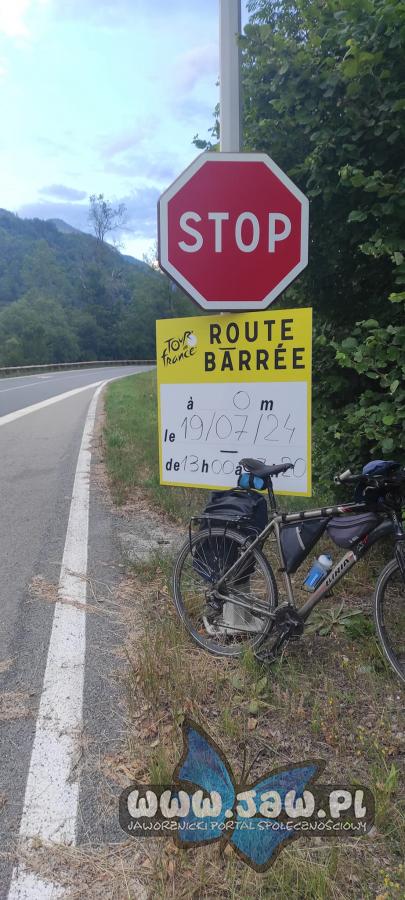 STOP
TOUR
de france
ROUTE
BARRÉE
à 0 m
le 19/07/24
de 13h00 à
20
www.JAW.PL
JAWORZNICKI PORTAL SPOŁECZNOŚCIOWY